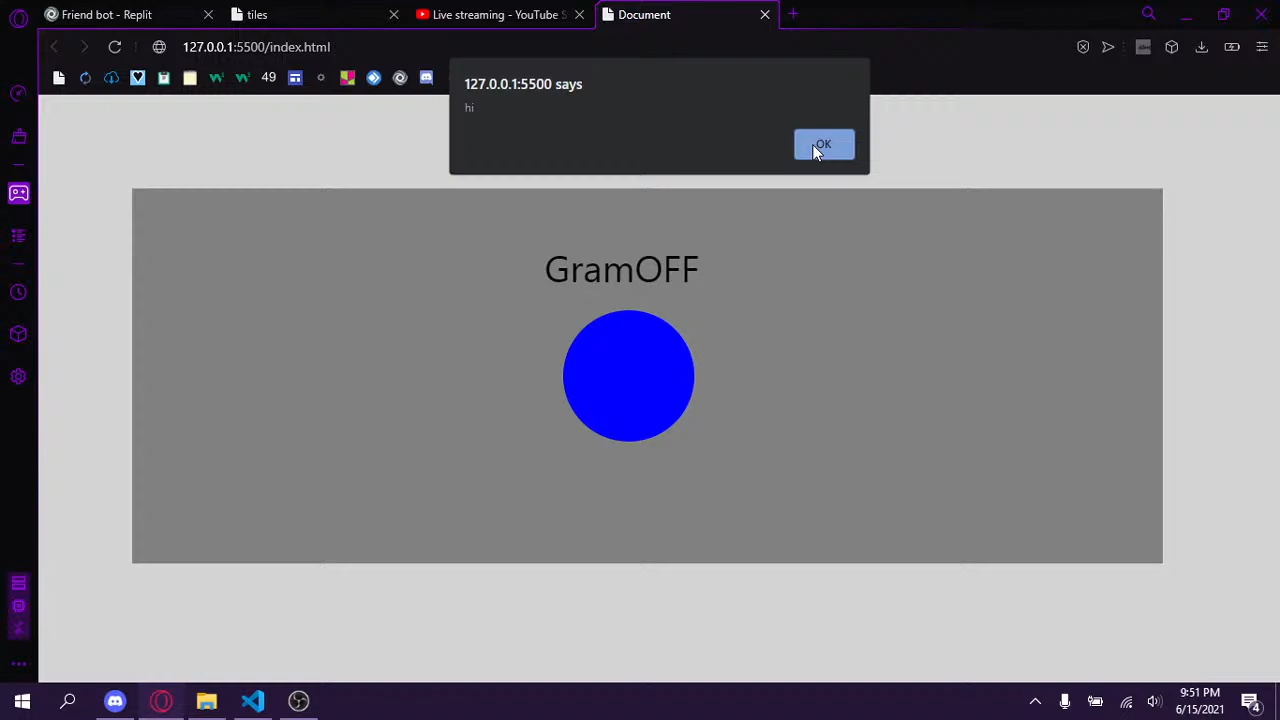 Friend bot - Replit
tiles
Live streaming - YouTube S
Document
127.0.0.1:5500/index.html
49
127.0.0.1:5500 says
hi
OK
GramOFF
9:51 PM
6/15/2021
4